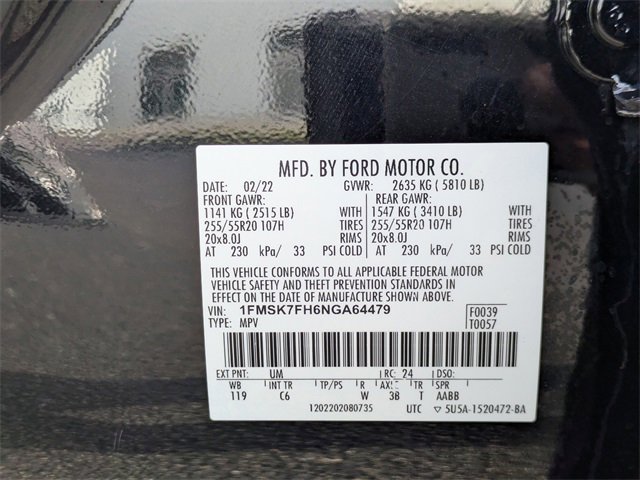 MFD. BY FORD MOTOR CO.
DATE: 02/22 GVWR: 2635 KG ( 5810 LB)
FRONT GAWR: REAR GAWR:
1141 KG ( 2515 LB) WITH 1547 KG ( 3410 LB) WITH
255/55R20 107H TIRES 255/55R20 107H TIRES
20x8.0J RIMS 20x8.0J RIMS
AT 230 kPa/ 33 PSI COLD AT 230 kPa/ 33 PSI COLD
THIS VEHICLE CONFORMS TO ALL APPLICABLE FEDERAL MOTOR
VEHICLE SAFETY AND THEFT PREVENTION STANDARDS IN
EFFECT ON THE DATE OF MANUFACTURE SHOWN ABOVE.
VIN: 1FMSK7FH6NGA64479 F0039
TYPE: MPV T0057
EXT PNT: UM RC: 24 DSO:
WB INT TR TP/PS R AXLE TR SPR
119 C6 W 3B T AABB
1202202080735 UTC ▽ 5U5A-1520472-BA